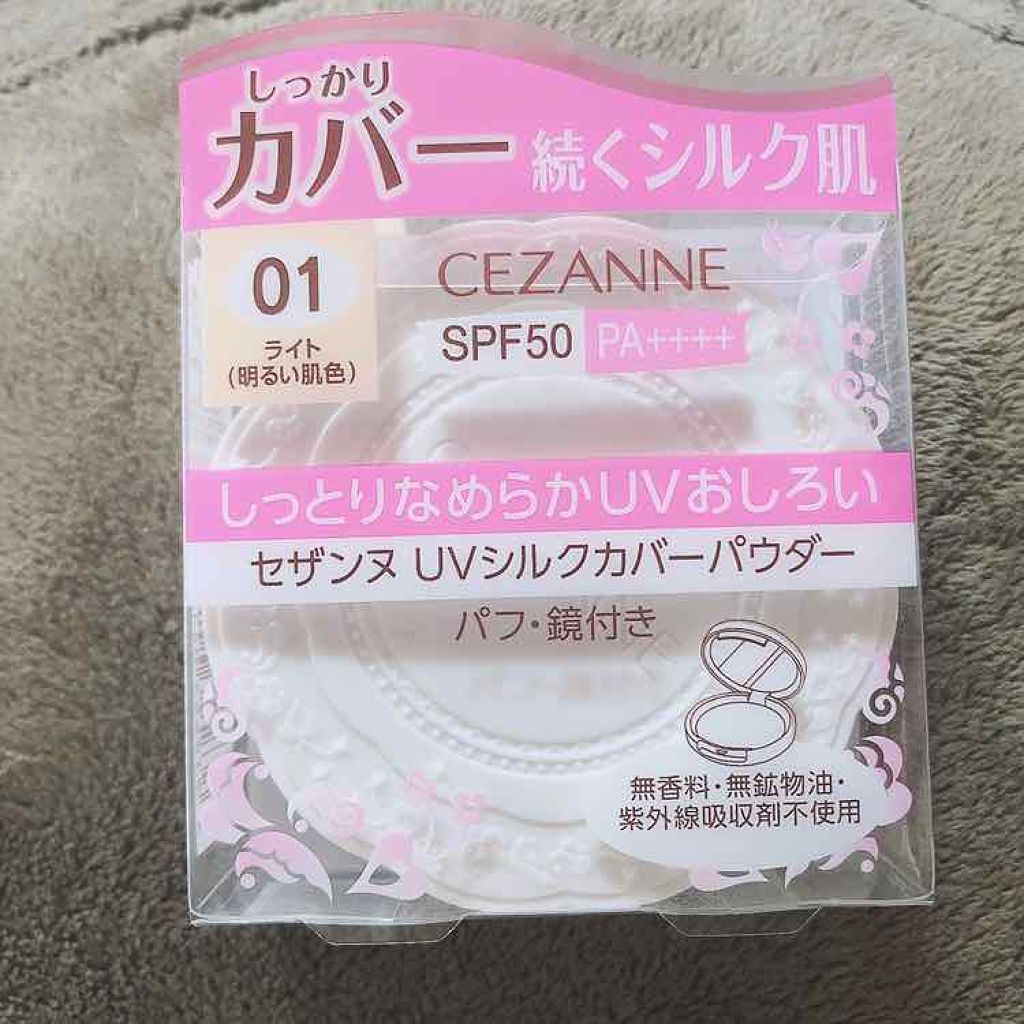 しっかり
カバー 続くシルク肌
01
ライト
(明るい肌色)
CEZANNE
SPF50 PA++++
しっとりなめらかUVおしろい
セザンヌ UVシルクカバーパウダー
パフ・鏡付き
無香料・無鉱物油・
紫外線吸収剤不使用